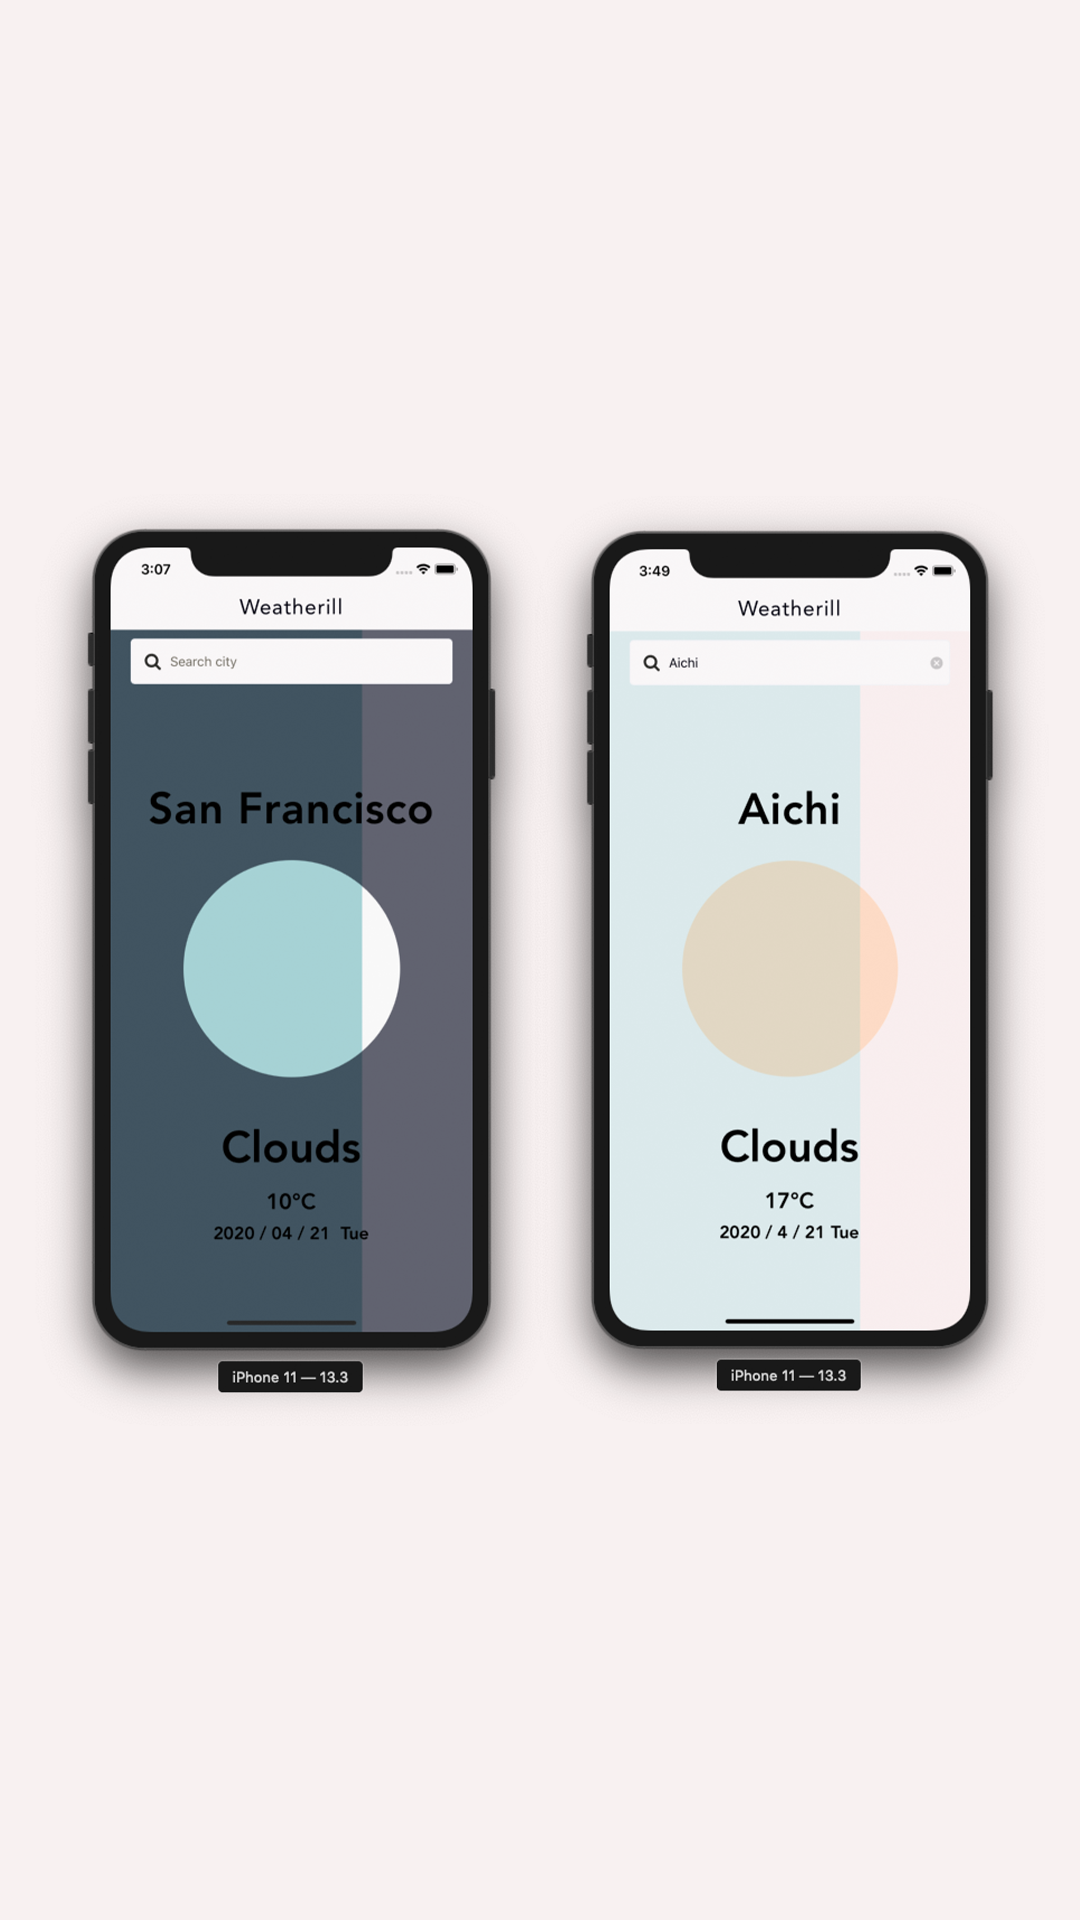 3:07
Weatherill
Search city
San Francisco
Clouds
10°C
2020 / 04 / 21 Tue
iPhone 11 — 13.3
3:49
Weatherill
Aichi
Aichi
Clouds
17°C
2020 / 4 / 21 Tue
iPhone 11 — 13.3